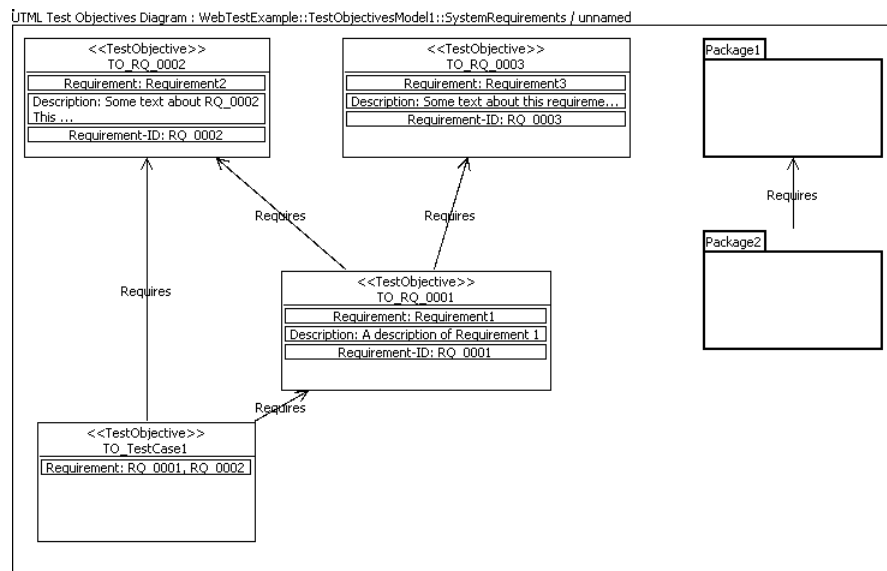 UTML Test Objectives Diagram : WebTestExample::TestObjectivesModel1::SystemRequirements / unnamed
<<TestObjective>>
TO_RQ_0002
Requirement: Requirement2
Description: Some text about RQ_0002
This ...
Requirement-ID: RQ_0002
<<TestObjective>>
TO_RQ_0003
Requirement: Requirement3
Description: Some text about this requireme...
Requirement-ID: RQ_0003
Package1
Requires
Package2
Requires
Requires
Requires
<<TestObjective>>
TO_RQ_0001
Requirement: Requirement1
Description: A description of Requirement 1
Requirement-ID: RQ_0001
Requires
<<TestObjective>>
TO_TestCase1
Requirement: RQ_0001, RQ_0002